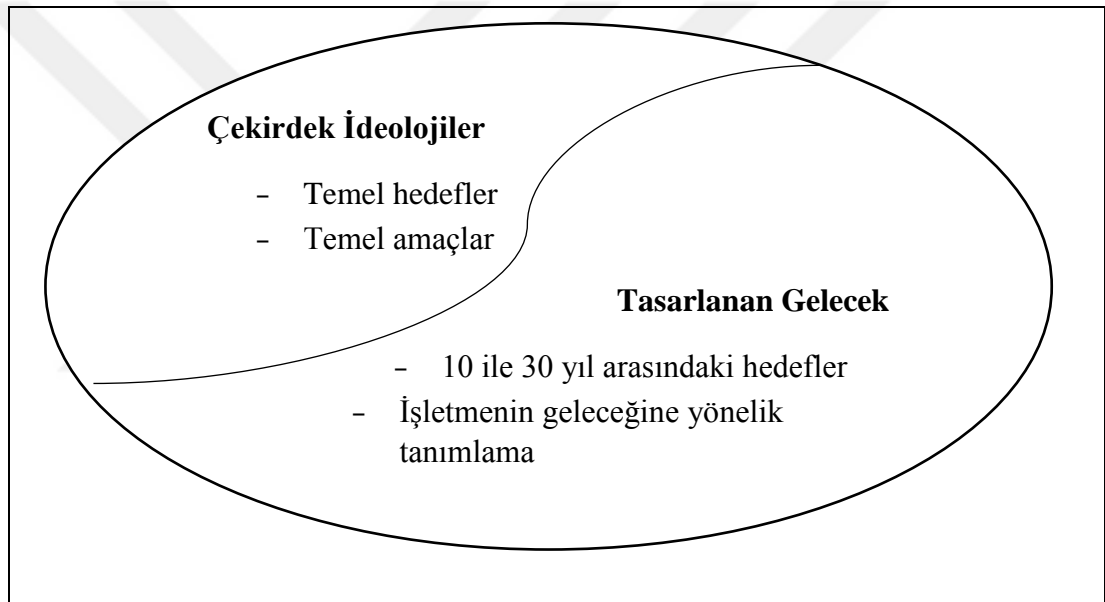 Çekirdek İdeolojiler
– Temel hedefler
– Temel amaçlar
Tasarlanan Gelecek
– 10 ile 30 yıl arasındaki hedefler
– İşletmenin geleceğine yönelik
tanımlama